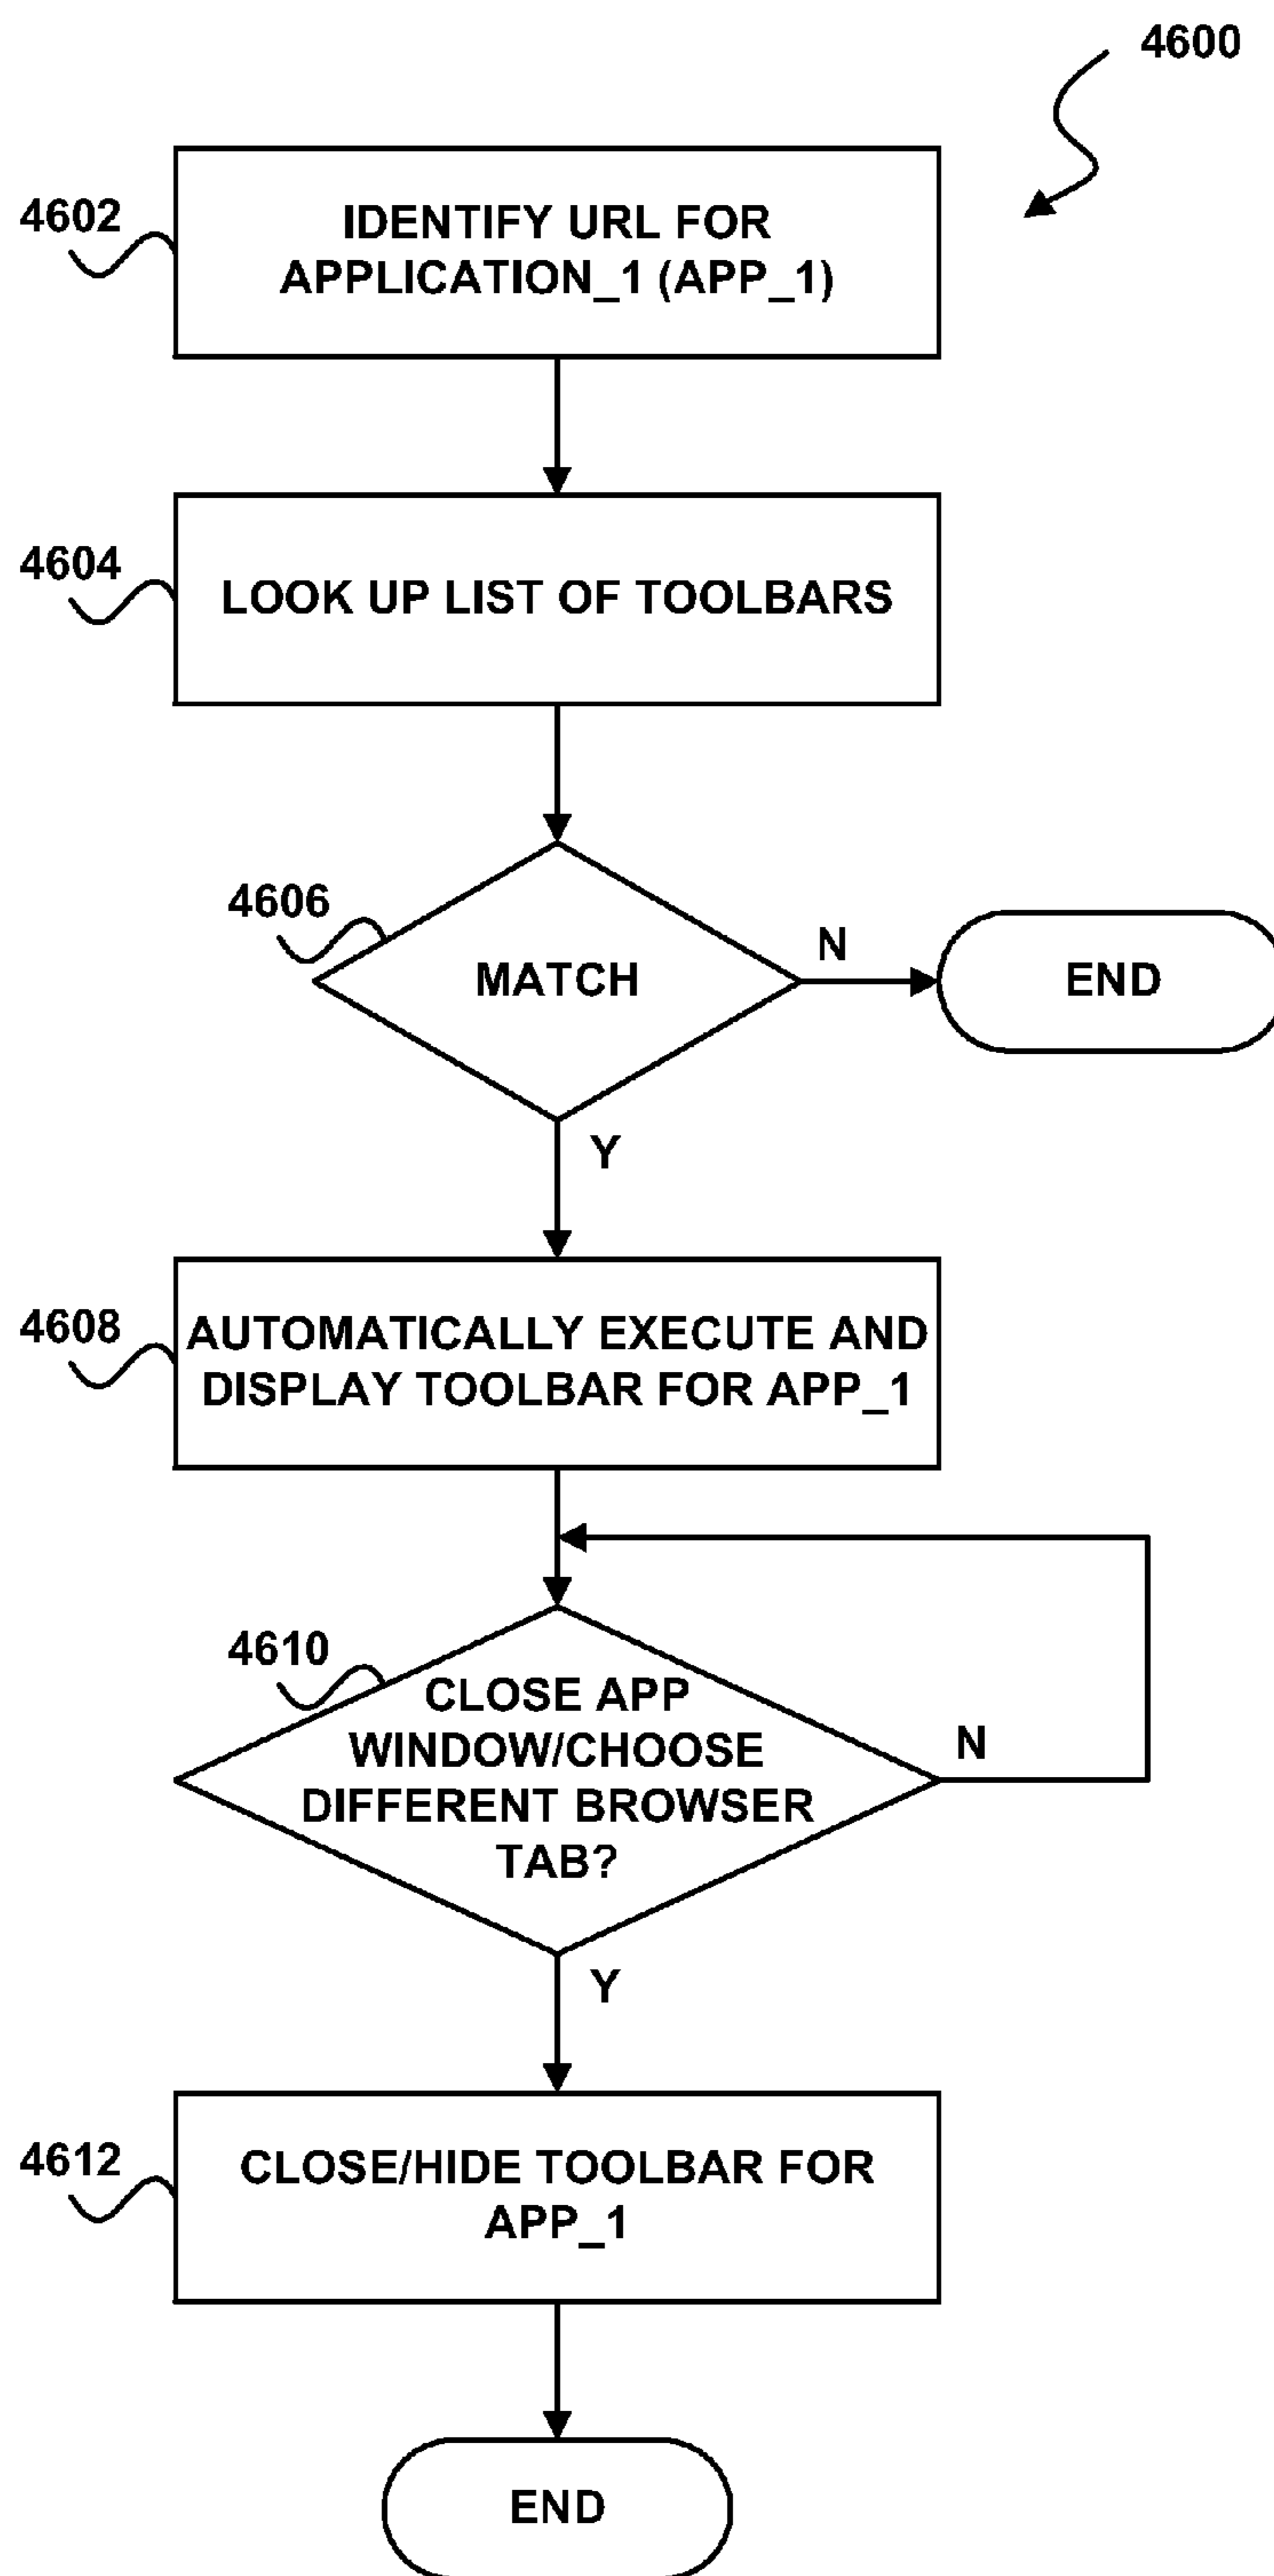 4600
4602
IDENTIFY URL FOR
APPLICATION_1 (APP_1)
4604
LOOK UP LIST OF TOOLBARS
4606
MATCH
N
END
Y
4608
AUTOMATICALLY EXECUTE AND
DISPLAY TOOLBAR FOR APP_1
4610
CLOSE APP
WINDOW/CHOOSE
DIFFERENT BROWSER
TAB?
N
Y
4612
CLOSE/HIDE TOOLBAR FOR
APP_1
END